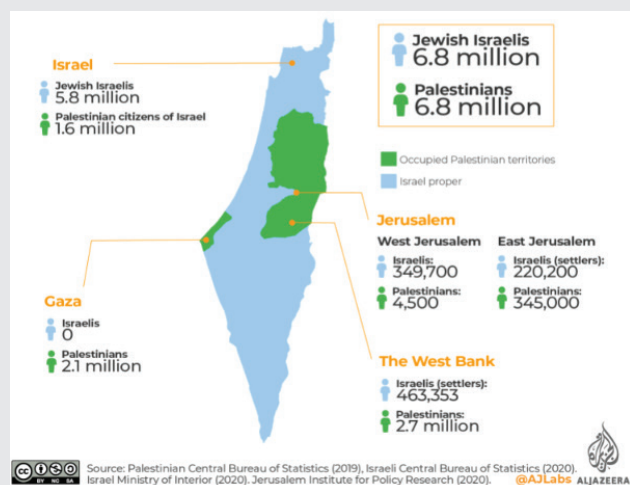 Israel
Jewish Israelis
5.8 million
Palestinian citizens of Israel
1.6 million
Jewish Israelis
6.8 million
Palestinians
6.8 million
Occupied Palestinian territories
Israel proper
Jerusalem
West Jerusalem
Israelis:
349,700
Palestinians:
4,500
East Jerusalem
Israelis (settlers):
220,200
Palestinians:
345,000
Gaza
Israelis
0
Palestinians
2.1 million
The West Bank
Israelis (settlers):
463,353
Palestinians:
2.7 million
cc BY NC SA
Source: Palestinian Central Bureau of Statistics (2019), Israeli Central Bureau of Statistics (2020).
Israel Ministry of Interior (2020). Jerusalem Institute for Policy Research (2020).
@AJLabs
ALJAZEERA